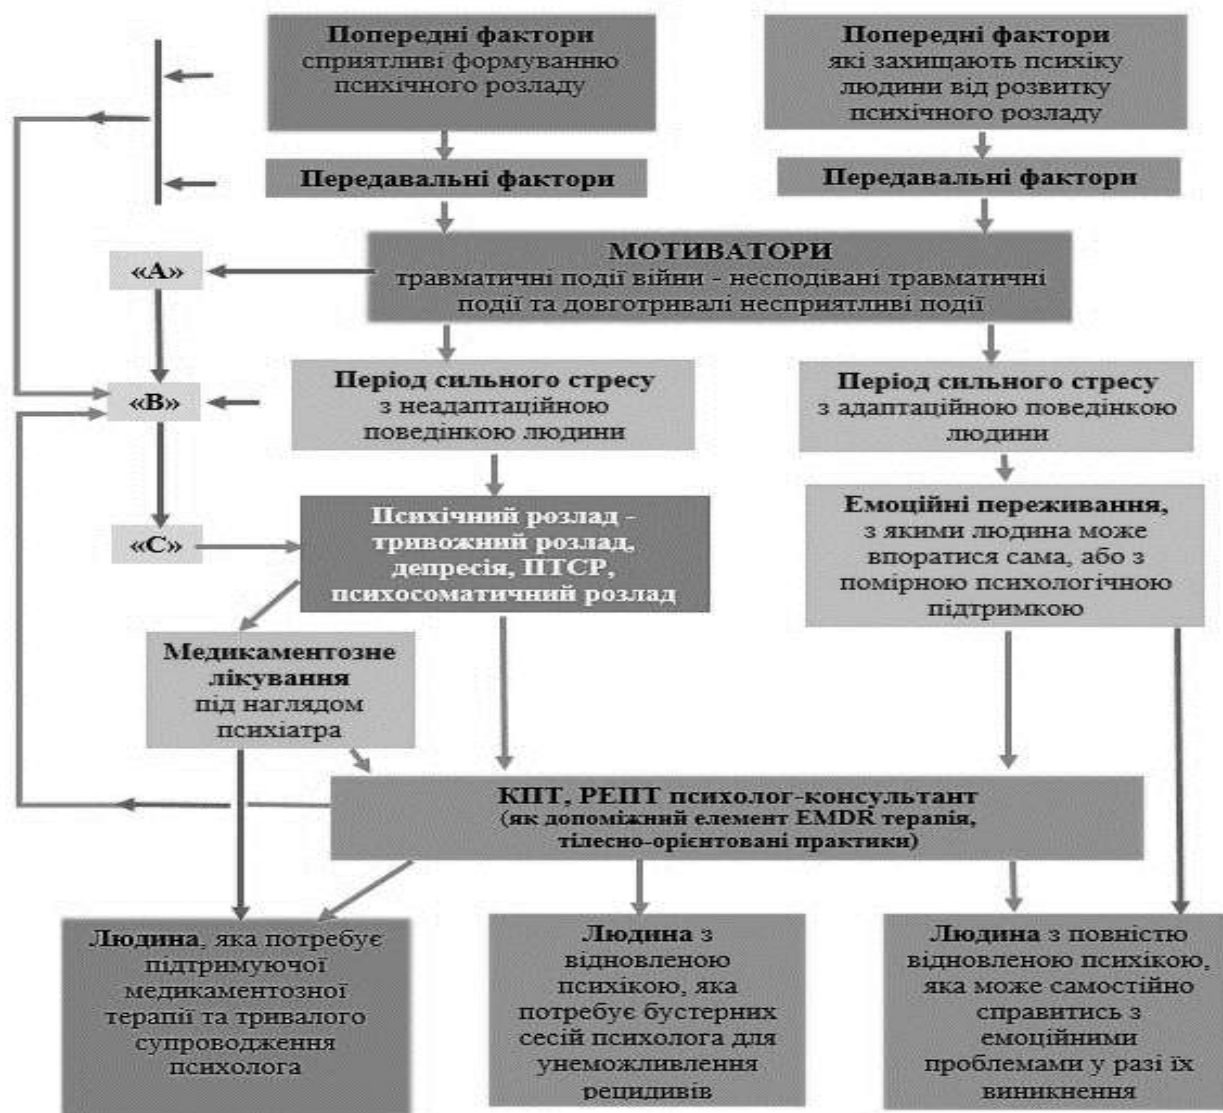 Попередні фактори
сприятливі формуванню
психічного розладу
Попередні фактори
які захищають психіку
людини від розвитку
психічного розладу
Передавальні фактори
Передавальні фактори
МОТИВАТОРИ
травматичні події війни - несподівані травматичні
події та довготривалі несприятливі події
«А»
Період сильного стресу
з неадаптаційною
поведінкою людини
Період сильного стресу
з адаптаційною поведінкою
людини
«В»
Психічний розлад -
тривожний розлад,
депресія, ПТСР,
психосоматичний розлад
Емоційні переживання,
з якими людина може
впоратися сама, або з
помірною психологічною
підтримкою
«С»
Медикаментозне
лікування
під наглядом
психіатра
КПТ, РЕПТ психолог-консультант
(як допоміжний елемент EMDR терапія,
тілесно-орієнтовані практики)
Людина, яка потребує
підтримуючої
медикаментозної
терапії та тривалого
супроводження
психолога
Людина з
відновленою
психікою, яка
потребує бустерних
сесій психолога для
унеможливлення
рецидивів
Людина з повністю
відновленою психікою,
яка може самостійно
справитись з
емоційними
проблемами у разі їх
виникнення